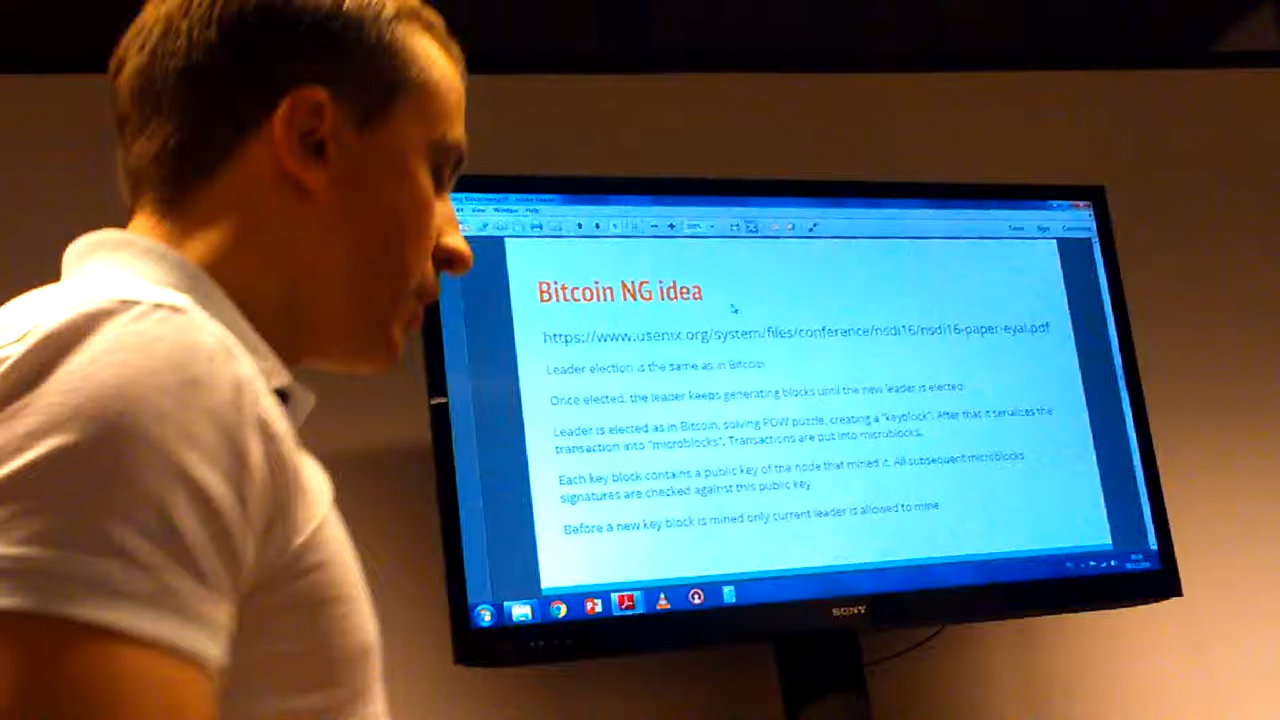 View Window Help
Sign
Bitcoin NG idea
https://www.usenix.org/system/files/conference/nsdi16/nsdi16-paper-eyal.pdf
Leader election is the same as in Bitcoin
Once elected, the leader keeps generating blocks until the new leader is elected
Leader is elected as in Bitcoin, solving POW puzzle, creating a "keyblock". After that it serializes the
transaction into "microblocks". Transactions are put into microblocks.
Each key block contains a public key of the node that mined it. All subsequent microblocks
signatures are checked against this public key
Before a new key block is mined only current leader is allowed to mine
SONY